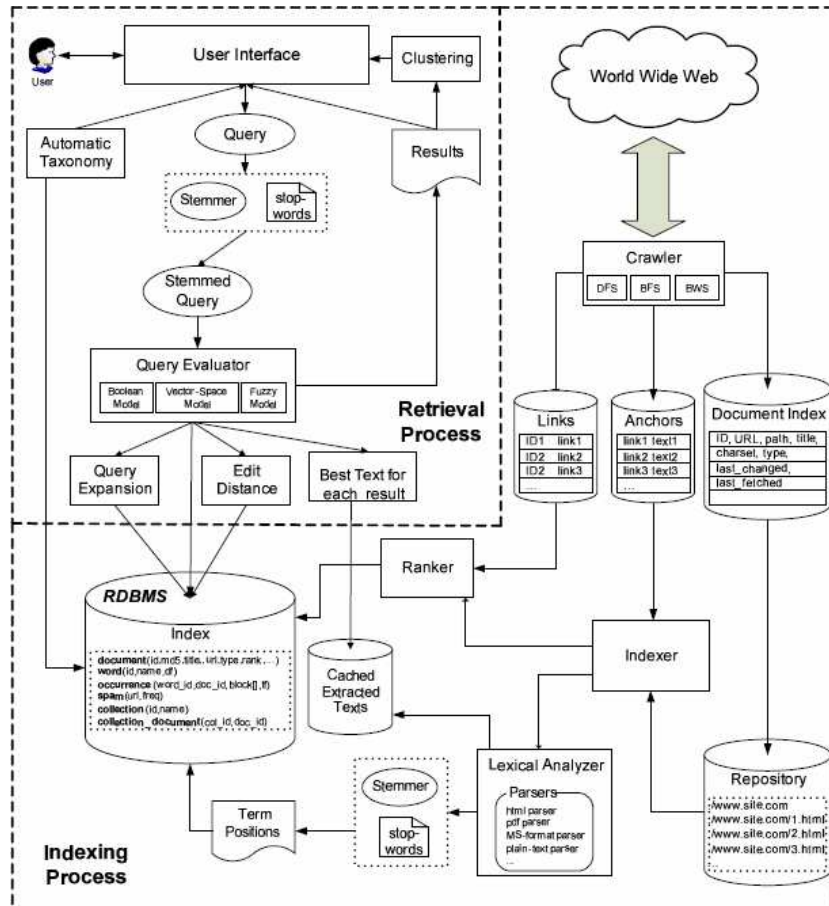 User Interface
Clustering
User
World Wide Web
Query
Automatic
Taxonomy
Results
Stemmer
stop-
words
Crawler
DFS
BFS
BWS
Stemmed
Query
Query Evaluator
Boolean
Model
Vector-Space
Model
Fuzzy
Model
Retrieval
Process
Links
ID1 link1
ID2 link2
ID2 link3
....
Anchors
link1 text1
link2 text2
link3 text3
...
Document Index
ID, URL, path, title,
charset, type,
last_changed,
last_fetched
Query
Expansion
Edit
Distance
Best Text for
each result
RDBMS
Index
document(id,md5,title,url,type,rank,...)
word(id,name,df)
occurrence(word_id,doc_id,block[],tf)
spam(url,freq)
collection(id,name)
collection_document(col_id,doc_id)
Ranker
Indexer
Cached
Extracted
Texts
Lexical Analyzer
Parsers
html parser
pdf parser
MS-format parser
plain-text parser
...
Repository
/www.site.com
/www.site.com/1.html
/www.site.com/2.html
/www.site.com/3.html
...
Stemmer
stop-
words
Term
Positions
Indexing
Process